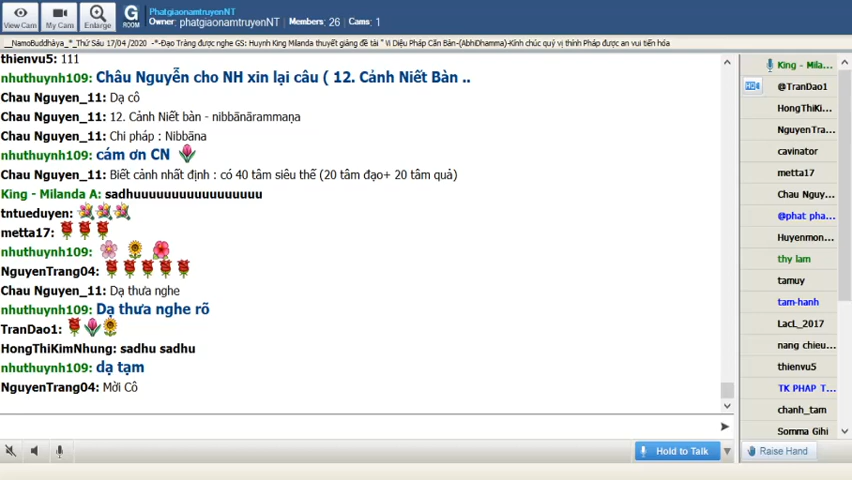 View Cam
My Cam
Enlarge
G
ROOM
PhatgiaonamtruyenNT
Owner: phatgiaonamtruyenNT Members: 26 Cams: 1
__NamoBuddhàya_*_Thứ Sáu 17/04 /2020 -*-Đạo Tràng được nghe GS: Huynh King Milanda thuyết giảng đề tài " Vi Diệu Pháp Căn Bản-(AbhiDhamma)-Kính chúc quý vị thính Pháp được an vui tiến hóa
thienvu5: 111
nhuthuynh109: Châu Nguyễn cho NH xin lại câu ( 12. Cảnh Niết Bàn ..
Chau Nguyen_11: Dạ cô
Chau Nguyen_11: 12. Cảnh Niết bàn - nibbānārammaṇa
Chau Nguyen_11: Chi pháp : Nibbāna
nhuthuynh109: cám ơn CN
Chau Nguyen_11: Biết cảnh nhất định : có 40 tâm siêu thế (20 tâm đạo+ 20 tâm quả)
King - Milanda A: sadhuuuuuuuuuuuuuuuuu
tntueduyen:
metta17:
nhuthuynh109:
NguyenTrang04:
Chau Nguyen_11: Dạ thưa nghe
nhuthuynh109: Dạ thưa nghe rõ
TranDao1:
HongThiKimNhung: sadhu sadhu
nhuthuynh109: dạ tạm
NguyenTrang04: Mời Cô
Hold to Talk
King - Mila...
@TranDao1
HongThiKi...
NguyenTra...
cavinator
metta17
Chau Nguy...
@phat pha...
Huyenmon...
thy lam
tamuy
tam-hanh
LacL_2017
nang chieu...
thienvu5
TK PHAP T...
chanh_tam
Somma Gihi
Raise Hand